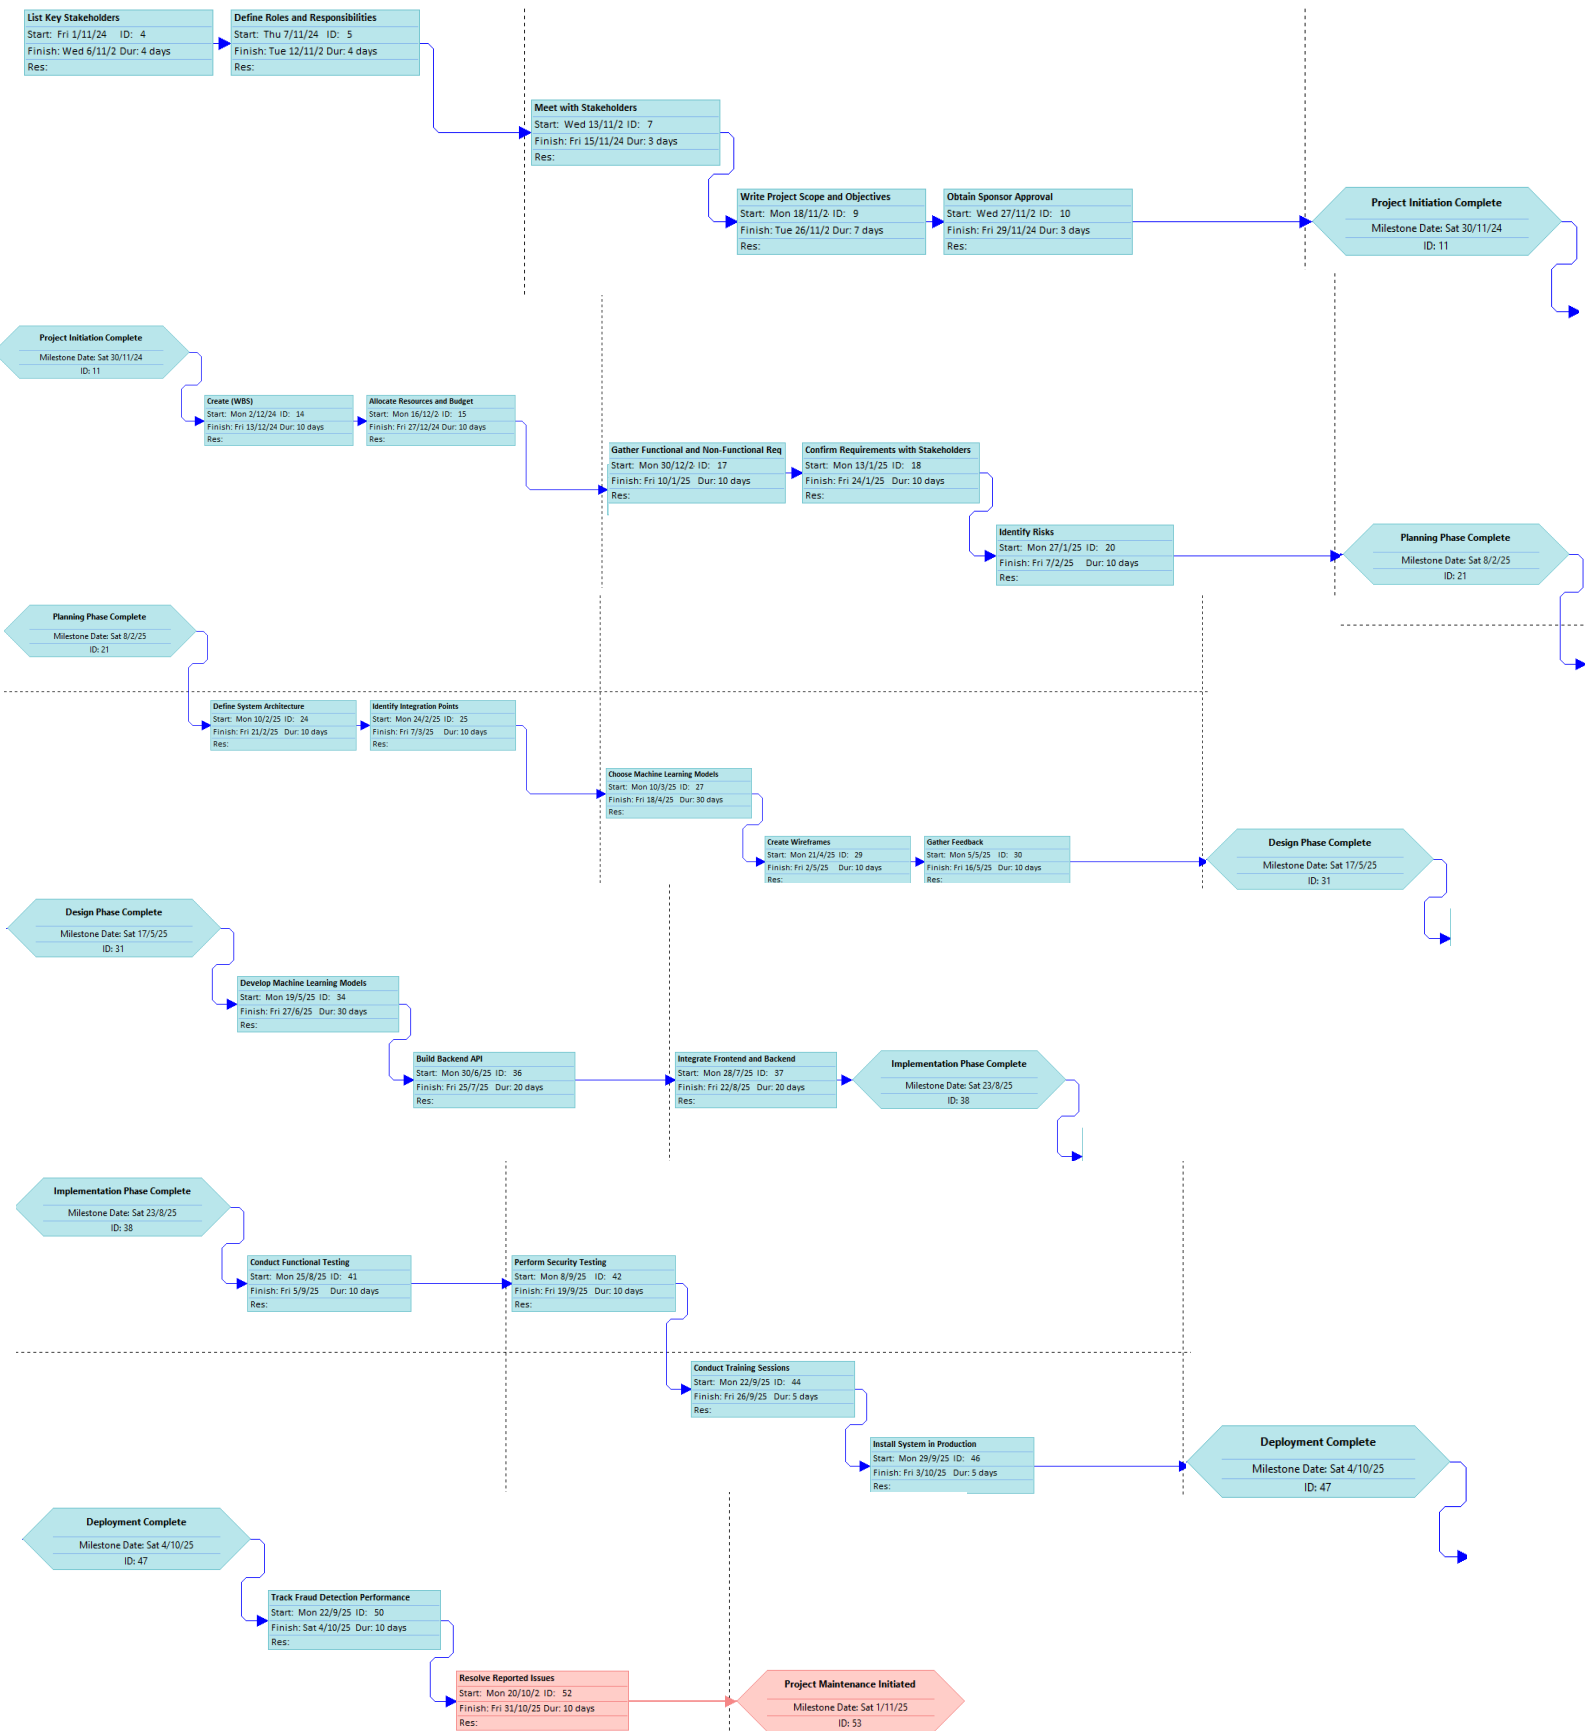 List Key Stakeholders
Start: Fri 1/11/24 ID: 4
Finish: Wed 6/11/2 Dur: 4 days
Res:
Define Roles and Responsibilities
Start: Thu 7/11/24 ID: 5
Finish: Tue 12/11/2 Dur: 4 days
Res:
Meet with Stakeholders
Start: Wed 13/11/2 ID: 7
Finish: Fri 15/11/24 Dur: 3 days
Res:
Write Project Scope and Objectives
Start: Mon 18/11/2 ID: 9
Finish: Tue 26/11/2 Dur: 7 days
Res:
Obtain Sponsor Approval
Start: Wed 27/11/2 ID: 10
Finish: Fri 29/11/24 Dur: 3 days
Res:
Project Initiation Complete
Milestone Date: Sat 30/11/24
ID: 11
Project Initiation Complete
Milestone Date: Sat 30/11/24
ID: 11
Create (WBS)
Start: Mon 2/12/24 ID: 14
Finish: Fri 13/12/24 Dur: 10 days
Res:
Allocate Resources and Budget
Start: Mon 16/12/2 ID: 15
Finish: Fri 27/12/24 Dur: 10 days
Res:
Gather Functional and Non-Functional Req
Start: Mon 30/12/2 ID: 17
Finish: Fri 10/1/25 Dur: 10 days
Res:
Confirm Requirements with Stakeholders
Start: Mon 13/1/25 ID: 18
Finish: Fri 24/1/25 Dur: 10 days
Res:
Identify Risks
Start: Mon 27/1/25 ID: 20
Finish: Fri 7/2/25 Dur: 10 days
Res:
Planning Phase Complete
Milestone Date: Sat 8/2/25
ID: 21
Planning Phase Complete
Milestone Date: Sat 8/2/25
ID: 21
Define System Architecture
Start: Mon 10/2/25 ID: 24
Finish: Fri 21/2/25 Dur: 10 days
Res:
Identify Integration Points
Start: Mon 24/2/25 ID: 25
Finish: Fri 7/3/25 Dur: 10 days
Res:
Choose Machine Learning Models
Start: Mon 10/3/25 ID: 27
Finish: Fri 18/4/25 Dur: 30 days
Res:
Create Wireframes
Start: Mon 21/4/25 ID: 29
Finish: Fri 2/5/25 Dur: 10 days
Res:
Gather Feedback
Start: Mon 5/5/25 ID: 30
Finish: Fri 16/5/25 Dur: 10 days
Res:
Design Phase Complete
Milestone Date: Sat 17/5/25
ID: 31
Design Phase Complete
Milestone Date: Sat 17/5/25
ID: 31
Develop Machine Learning Models
Start: Mon 19/5/25 ID: 34
Finish: Fri 27/6/25 Dur: 30 days
Res:
Build Backend API
Start: Mon 30/6/25 ID: 36
Finish: Fri 25/7/25 Dur: 20 days
Res:
Integrate Frontend and Backend
Start: Mon 28/7/25 ID: 37
Finish: Fri 22/8/25 Dur: 20 days
Res:
Implementation Phase Complete
Milestone Date: Sat 23/8/25
ID: 38
Implementation Phase Complete
Milestone Date: Sat 23/8/25
ID: 38
Conduct Functional Testing
Start: Mon 25/8/25 ID: 41
Finish: Fri 5/9/25 Dur: 10 days
Res:
Perform Security Testing
Start: Mon 8/9/25 ID: 42
Finish: Fri 19/9/25 Dur: 10 days
Res:
Conduct Training Sessions
Start: Mon 22/9/25 ID: 44
Finish: Fri 26/9/25 Dur: 5 days
Res:
Install System in Production
Start: Mon 29/9/25 ID: 46
Finish: Fri 3/10/25 Dur: 5 days
Res:
Deployment Complete
Milestone Date: Sat 4/10/25
ID: 47
Deployment Complete
Milestone Date: Sat 4/10/25
ID: 47
Track Fraud Detection Performance
Start: Mon 22/9/25 ID: 50
Finish: Sat 4/10/25 Dur: 10 days
Res:
Resolve Reported Issues
Start: Mon 20/10/2 ID: 52
Finish: Fri 31/10/25 Dur: 10 days
Res:
Project Maintenance Initiated
Milestone Date: Sat 1/11/25
ID: 53